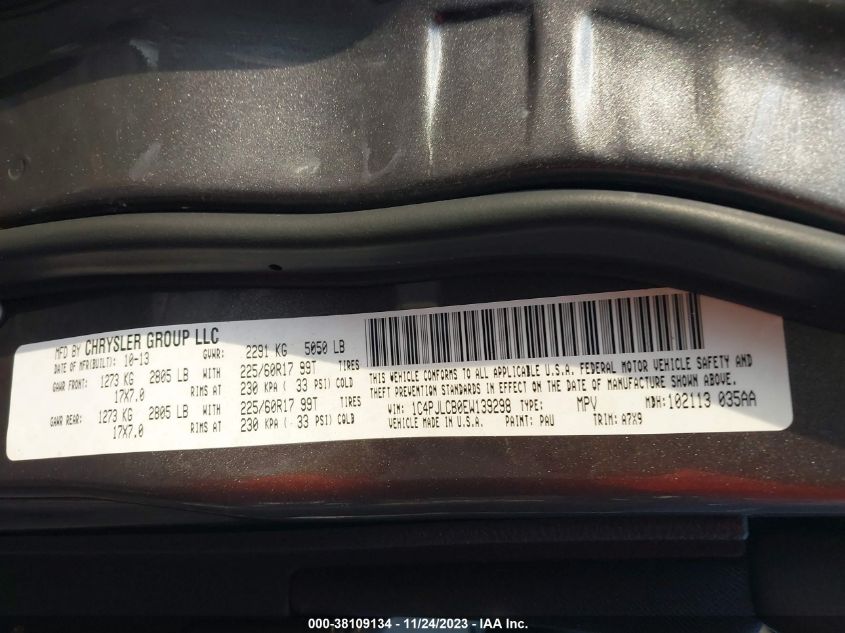 MFD BY CHRYSLER GROUP LLC
DATE OF MFR(BUILT): 10-13 GVWR: 2291 KG 5050 LB
GAWR FRONT: 1273 KG 2805 LB WITH 225/60R17 99T TIRES
17X7.0 RIMS AT 230 KPA ( 33 PSI) COLD
GAWR REAR: 1273 KG 2805 LB WITH 225/60R17 99T TIRES
17X7.0 RIMS AT 230 KPA ( 33 PSI) COLD
THIS VEHICLE CONFORMS TO ALL APPLICABLE U.S.A. FEDERAL MOTOR VEHICLE SAFETY AND
THEFT PREVENTION STANDARDS IN EFFECT ON THE DATE OF MANUFACTURE SHOWN ABOVE.
VIN: 1C4PJLCB0EW139298 TYPE: MPV MDH: 102113 035AA
VEHICLE MADE IN U.S.A. PAINT: PAU TRIM: A7X9
000-38109134 - 11/24/2023 - IAA Inc.